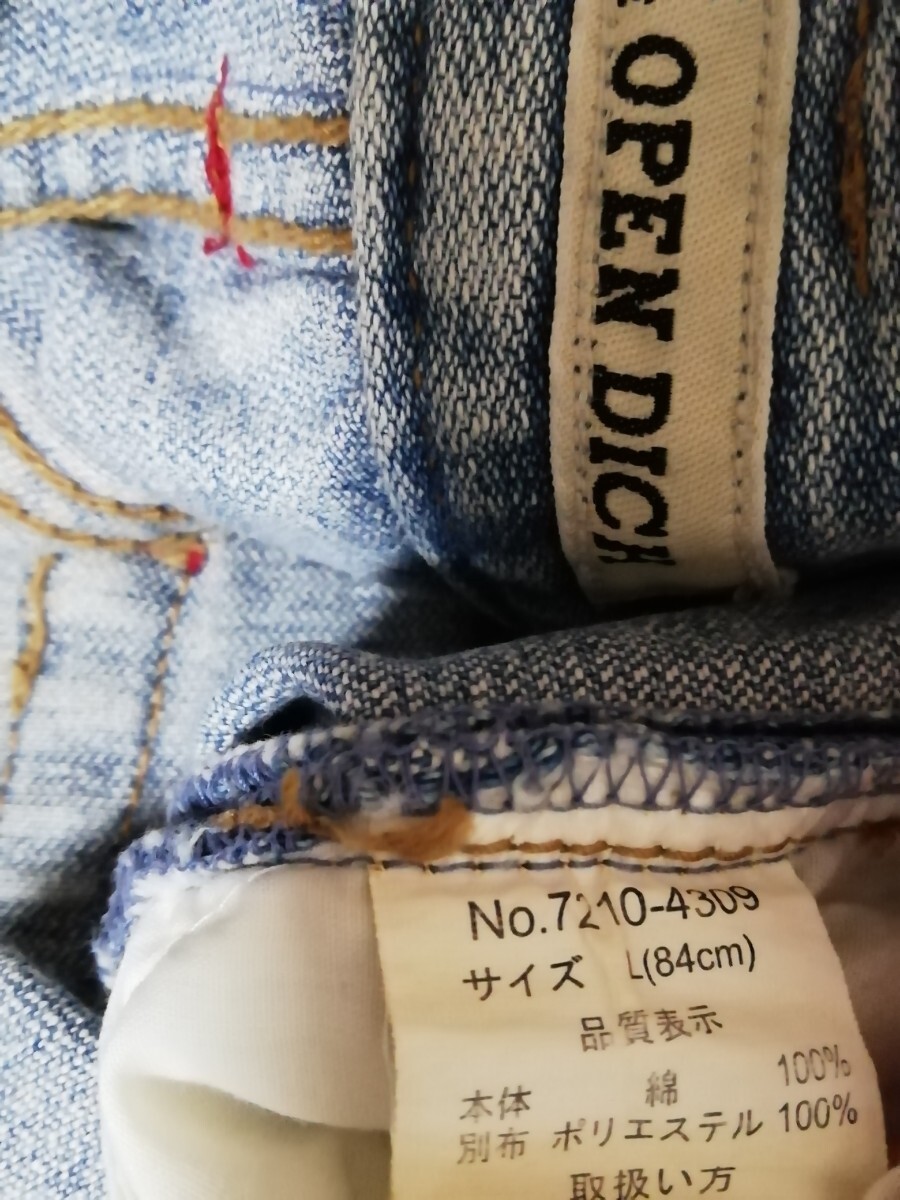 OPEN DICH
No.7210-4309
サイズ L(84cm)
品質表示
本体 綿 100%
別布 ポリエステル 100%
取扱い方